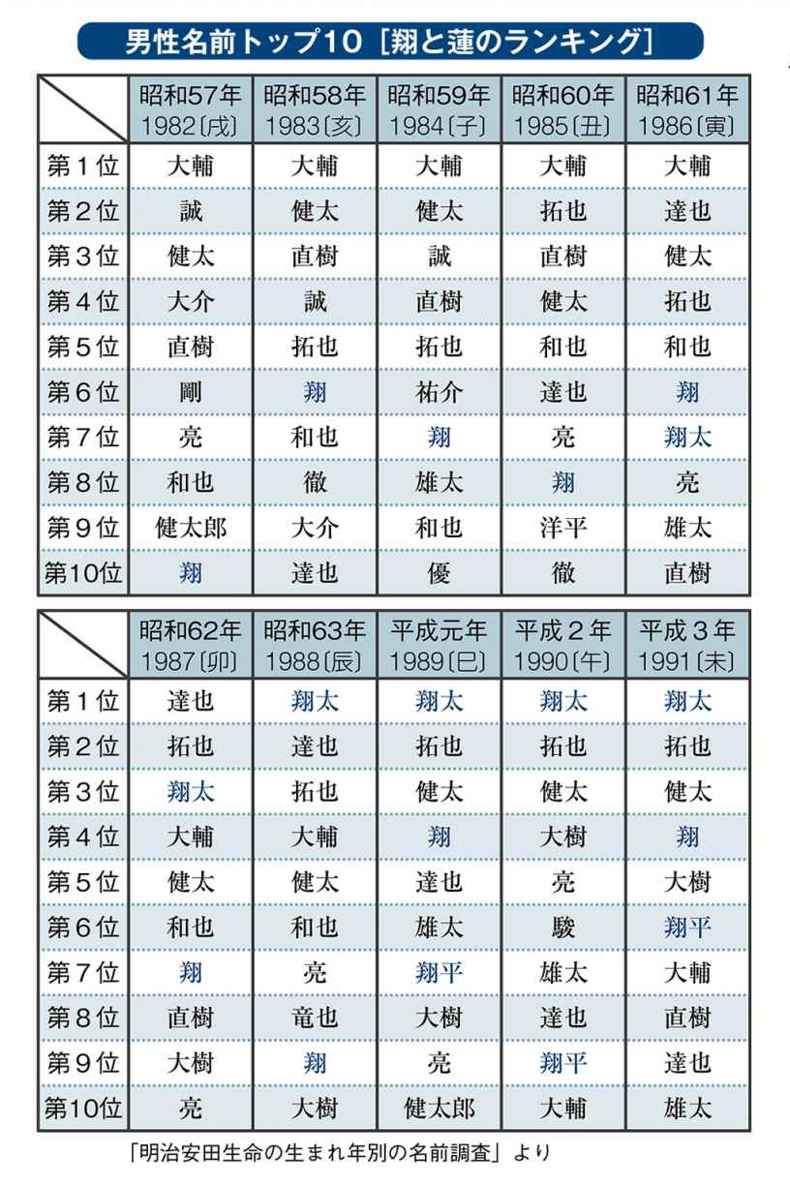 男性名前トップ10［翔と蓮のランキング］
昭和57年 昭和58年 昭和59年 昭和60年 昭和61年
1982〔戌〕 1983〔亥〕 1984〔子〕 1985〔丑〕 1986〔寅〕
第1位 大輔 大輔 大輔 大輔 大輔
第2位 誠 健太 健太 拓也 達也
第3位 健太 直樹 誠 直樹 健太
第4位 大介 誠 直樹 健太 拓也
第5位 直樹 拓也 拓也 和也 和也
第6位 剛 翔 祐介 達也 翔
第7位 亮 和也 翔 亮 翔太
第8位 和也 徹 雄太 翔 亮
第9位 健太郎 大介 和也 洋平 雄太
第10位 翔 達也 優 徹 直樹
昭和62年 昭和63年 平成元年 平成2年 平成3年
1987〔卯〕 1988〔辰〕 1989〔巳〕 1990〔午〕 1991〔未〕
第1位 達也 翔太 翔太 翔太 翔太
第2位 拓也 達也 拓也 拓也 拓也
第3位 翔太 拓也 健太 健太 健太
第4位 大輔 大輔 翔 大樹 翔
第5位 健太 健太 達也 亮 大樹
第6位 和也 和也 雄太 駿 翔平
第7位 翔 亮 翔平 雄太 大輔
第8位 直樹 竜也 大樹 達也 直樹
第9位 大樹 翔 亮 翔平 達也
第10位 亮 大樹 健太郎 大輔 雄太
「明治安田生命の生まれ年別の名前調査」より